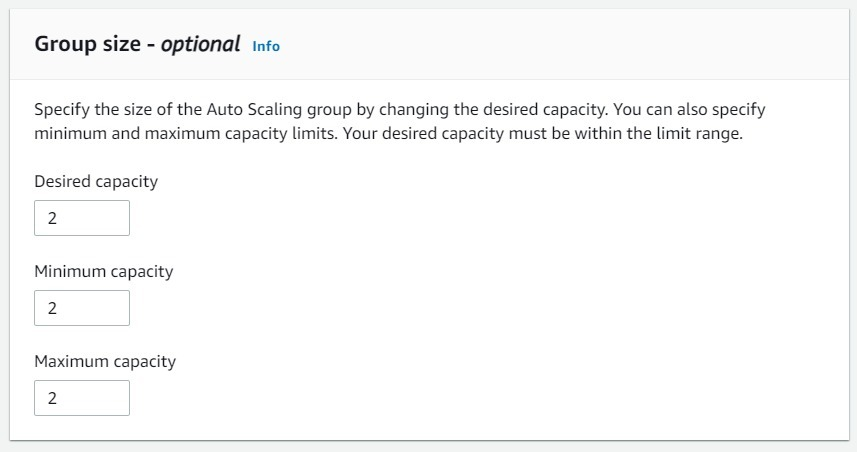 Group size - optional Info
Specify the size of the Auto Scaling group by changing the desired capacity. You can also specify
minimum and maximum capacity limits. Your desired capacity must be within the limit range.
Desired capacity
2
Minimum capacity
2
Maximum capacity
2